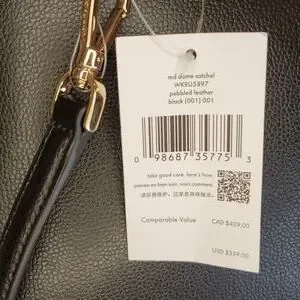 md dome satchel
WKRU5897
pebbled leather
black (001) 001
0 98687 35775 3
take good care. here's how.
prenez-en bien soin, voici comment.
Comparable Value CAD $429.00
USD $359.00